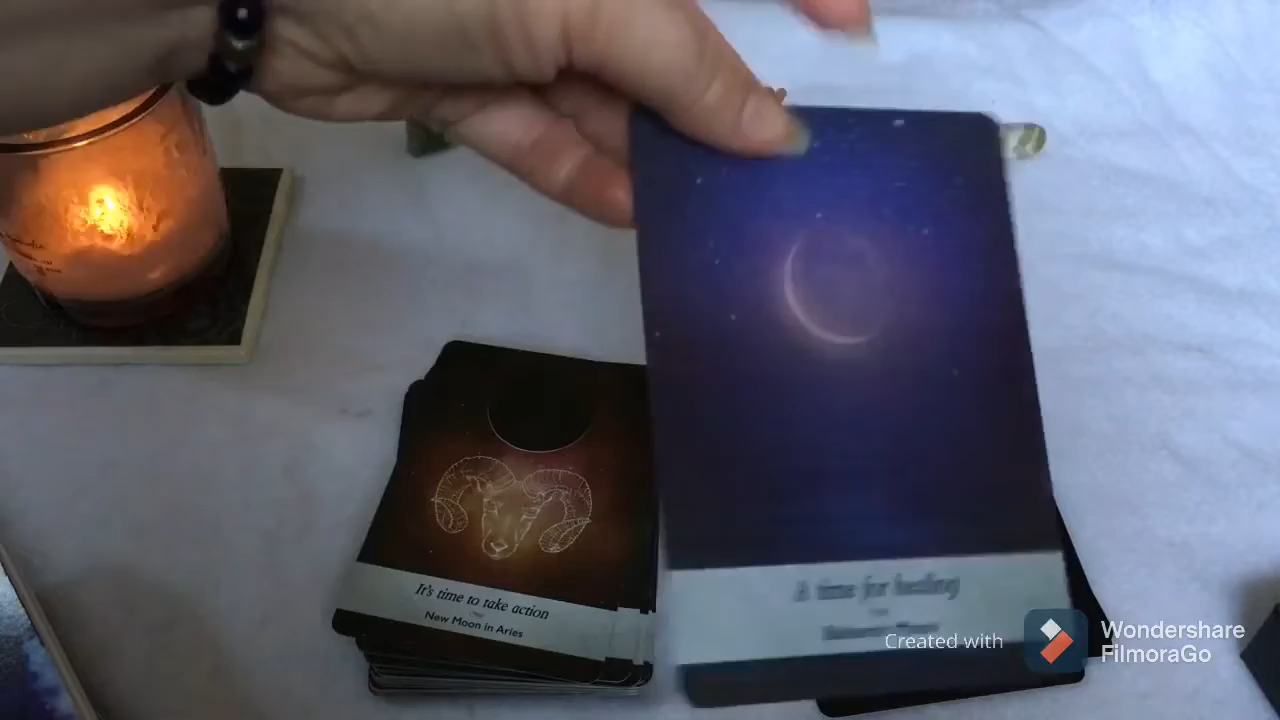 It's time to take action
New Moon in Aries
A time for healing
Created with
Wondershare
FilmoraGo